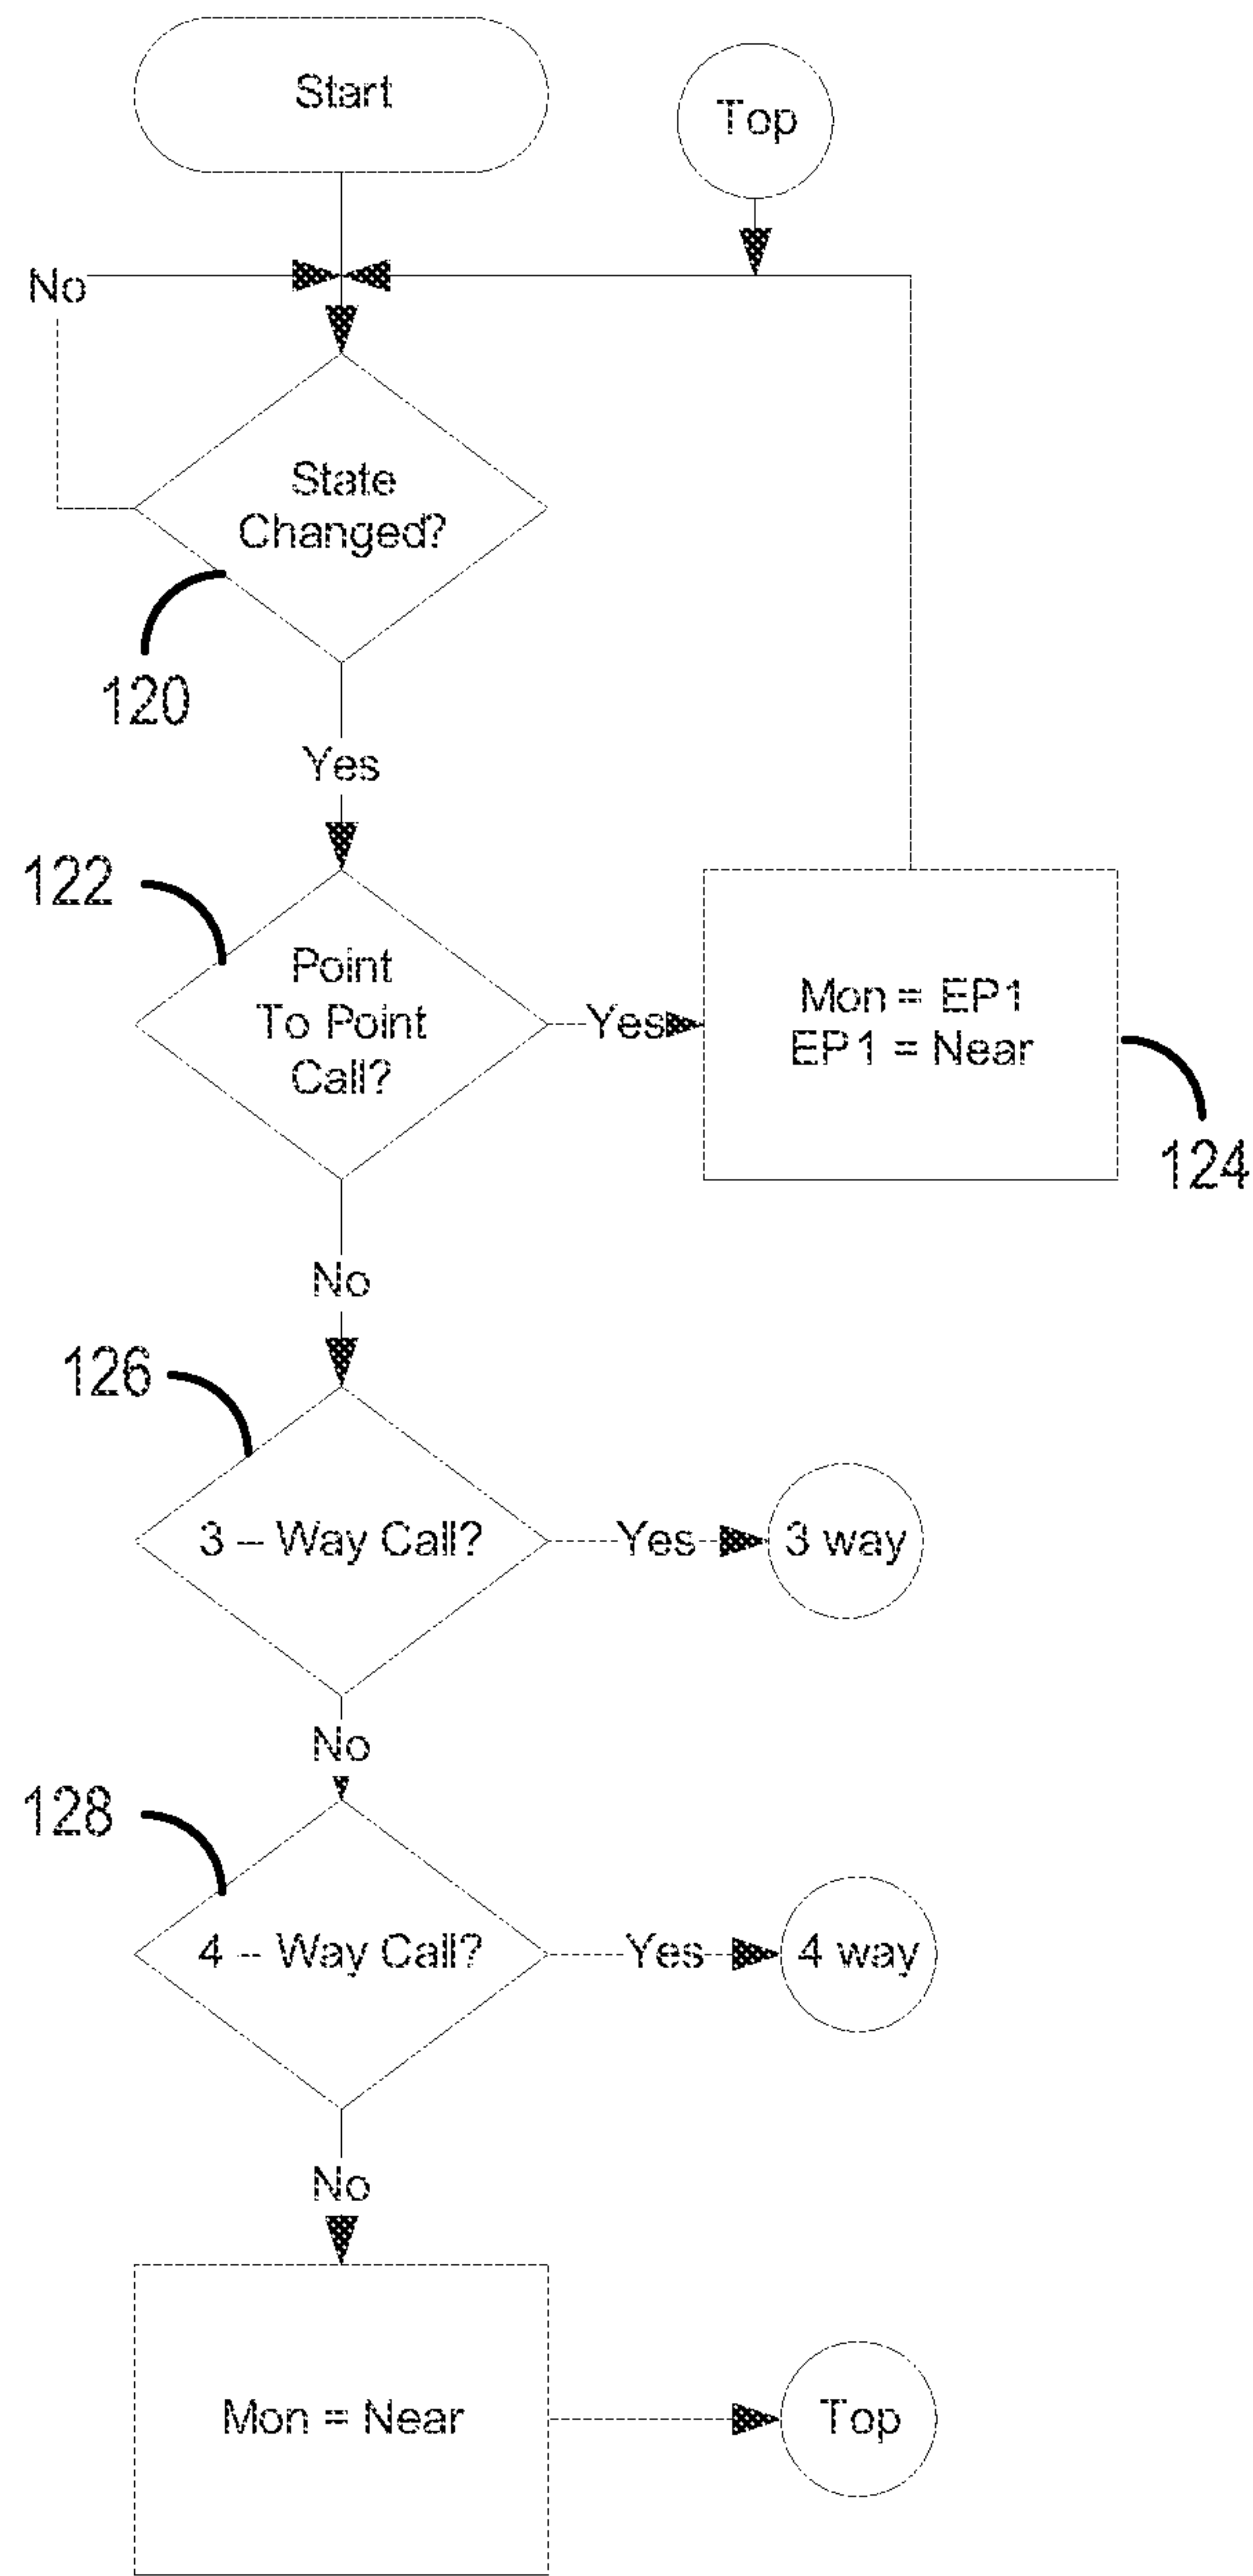 Start
Top
No
State
Changed?
120
Yes
122
Point
To Point
Call?
Yes
Mon = EP1
EP1 = Near
124
No
126
3 – Way Call?
Yes
3 way
No
128
4 – Way Call?
Yes
4 way
No
Mon = Near
Top